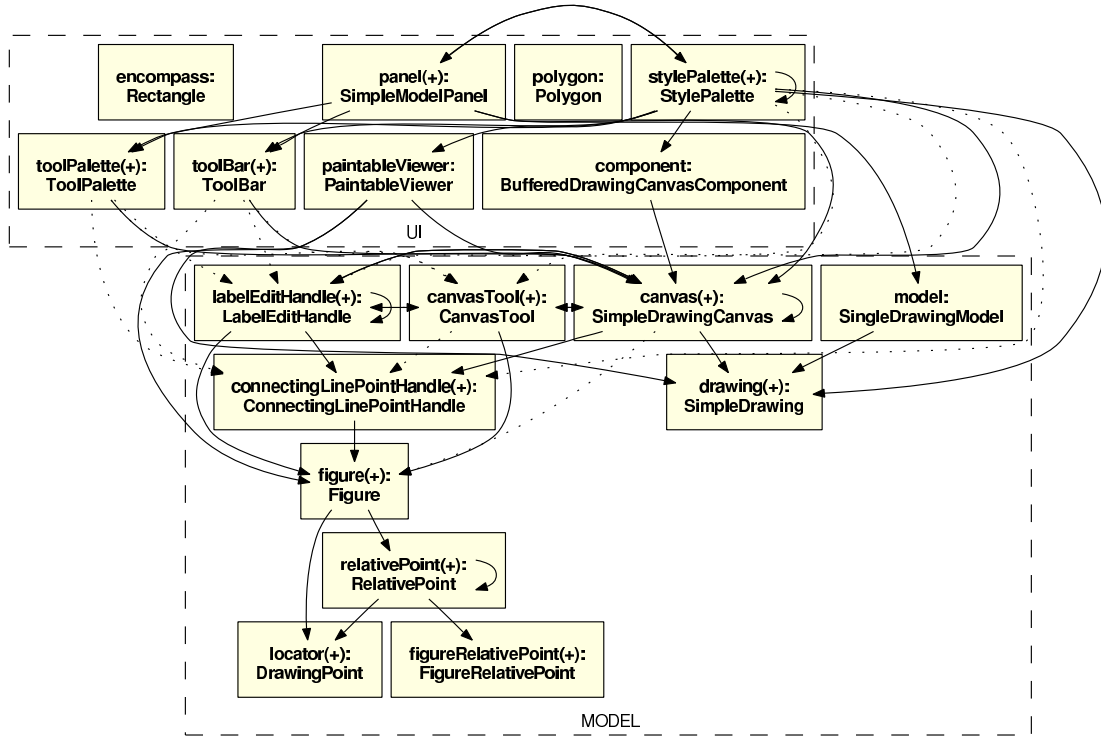 encompass:
Rectangle
panel(+):
SimpleModelPanel
polygon:
Polygon
stylePalette(+):
StylePalette
toolPalette(+):
ToolPalette
toolBar(+):
ToolBar
paintableViewer:
PaintableViewer
component:
BufferedDrawingCanvasComponent
UI
labelEditHandle(+):
LabelEditHandle
canvasTool(+):
CanvasTool
canvas(+):
SimpleDrawingCanvas
model:
SingleDrawingModel
connectingLinePointHandle(+):
ConnectingLinePointHandle
drawing(+):
SimpleDrawing
figure(+):
Figure
relativePoint(+):
RelativePoint
locator(+):
DrawingPoint
figureRelativePoint(+):
FigureRelativePoint
MODEL